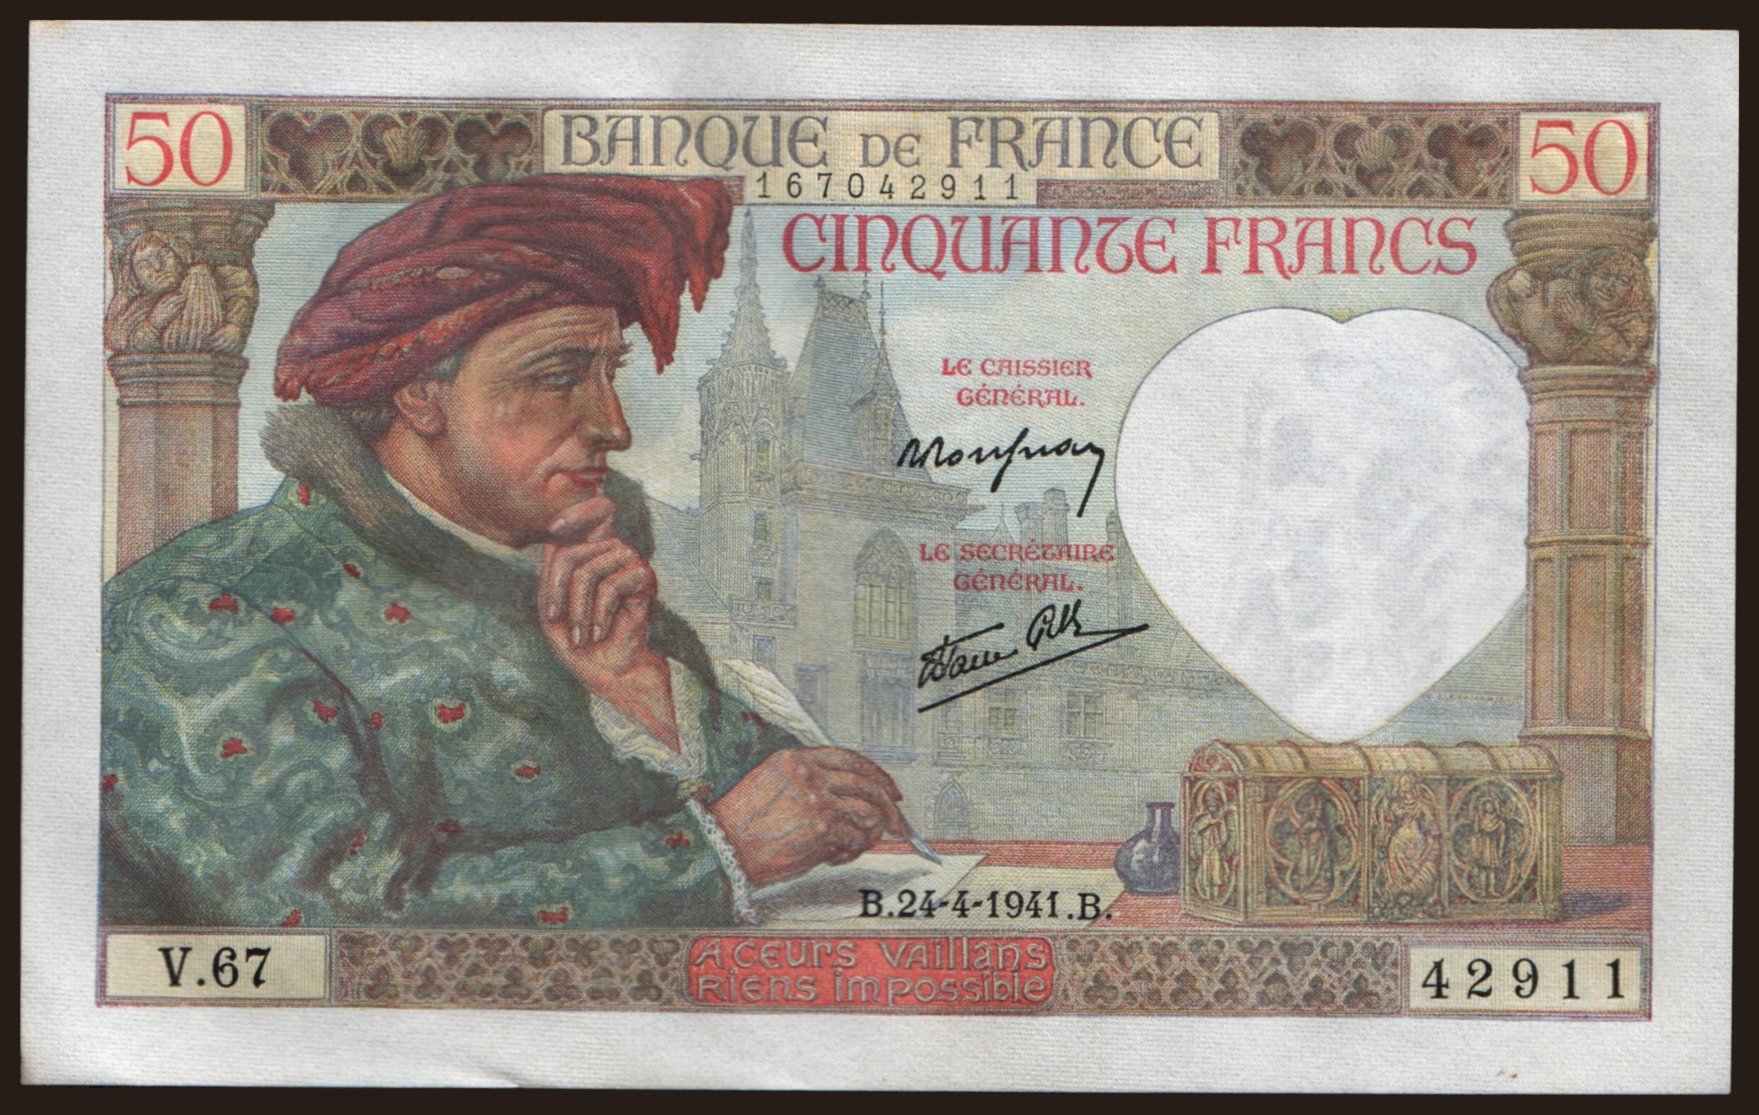 50 BANQUE DE FRANCE 50
167042911
CINQUANTE FRANCS
LE CAISSIER
GÉNÉRAL.
LE SECRÉTAIRE
GÉNÉRAL.
B.24-4-1941.B.
V.67
A CŒURS VAILLANS
RIENS IMPOSSIBLE
42911